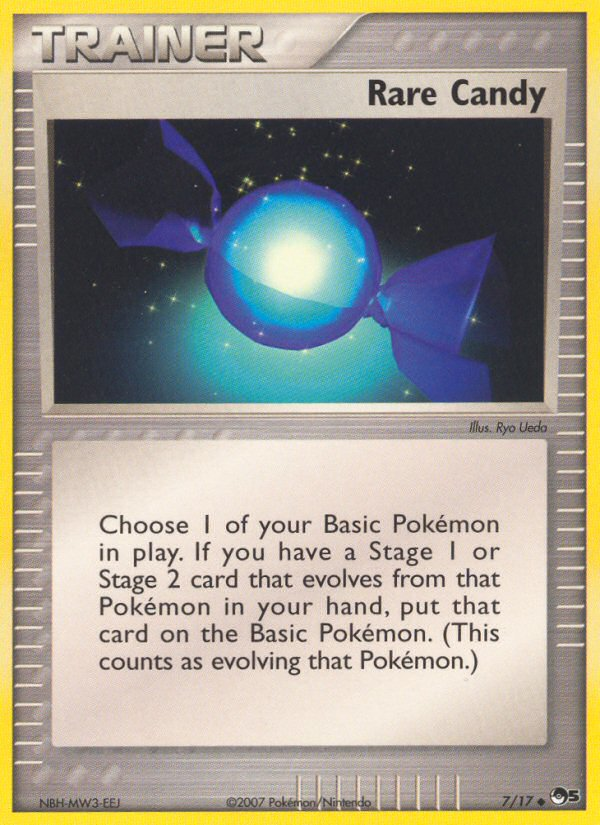 TRAINER
Rare Candy
Illus. Ryo Ueda
Choose 1 of your Basic Pokémon
in play. If you have a Stage 1 or
Stage 2 card that evolves from that
Pokémon in your hand, put that
card on the Basic Pokémon. (This
counts as evolving that Pokémon.)
NBH-MW3-EEJ
©2007 Pokémon/Nintendo
7/17 ◆ 5